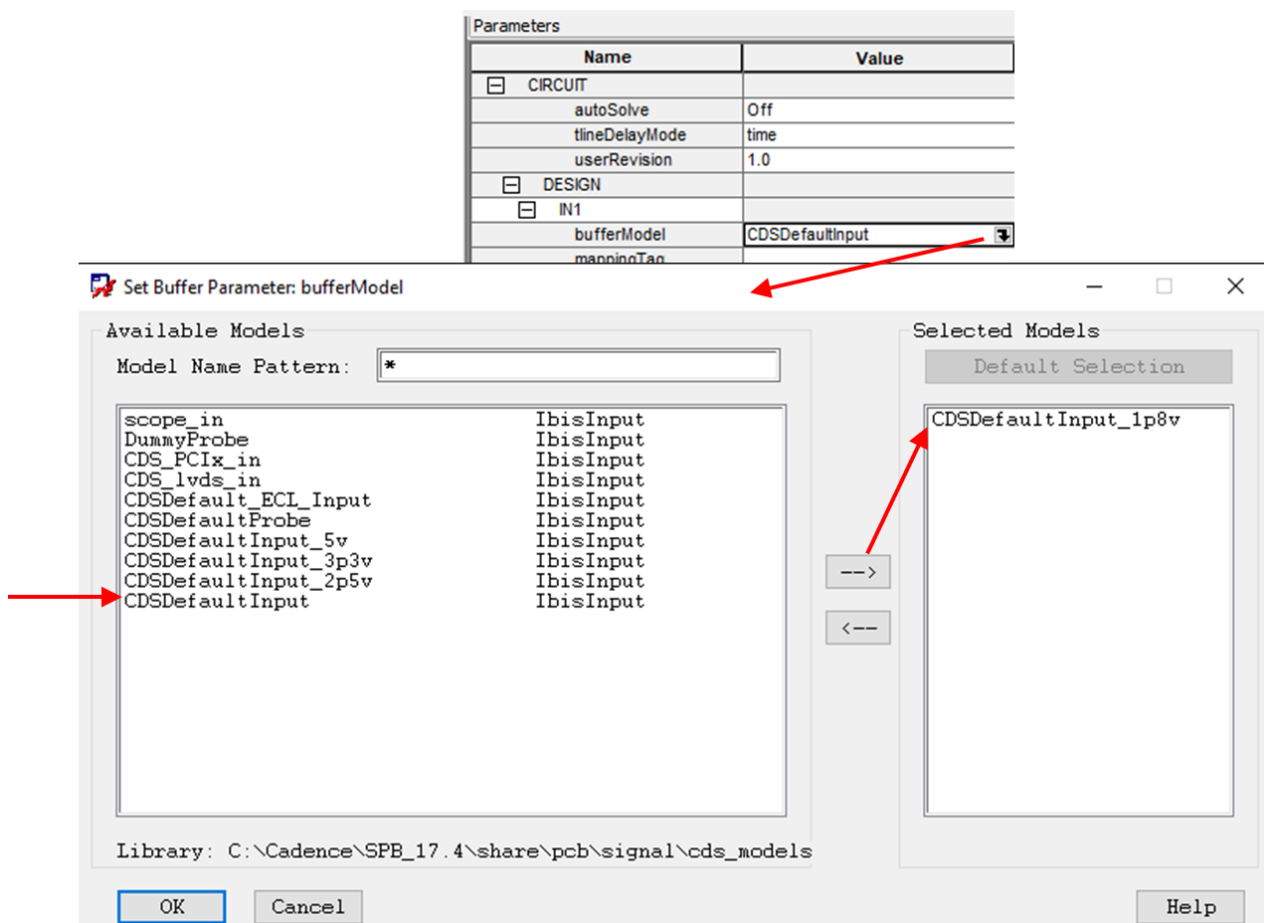 Parameters
Name Value
CIRCUIT
autoSolve Off
tlineDelayMode time
userRevision 1.0
DESIGN
IN1
bufferModel CDSDefaultInput
mappingTag
Set Buffer Parameter: bufferModel
Available Models
Model Name Pattern: *
scope_in IbisInput
DummyProbe IbisInput
CDS_PCIx_in IbisInput
CDS_lvds_in IbisInput
CDSDefault_ECL_Input IbisInput
CDSDefaultProbe IbisInput
CDSDefaultInput_5v IbisInput
CDSDefaultInput_3p3v IbisInput
CDSDefaultInput_2p5v IbisInput
CDSDefaultInput IbisInput
Library: C:\Cadence\SPB_17.4\share\pcb\signal\cds_models
-->
<--
Selected Models
Default Selection
CDSDefaultInput_1p8v
OK Cancel Help